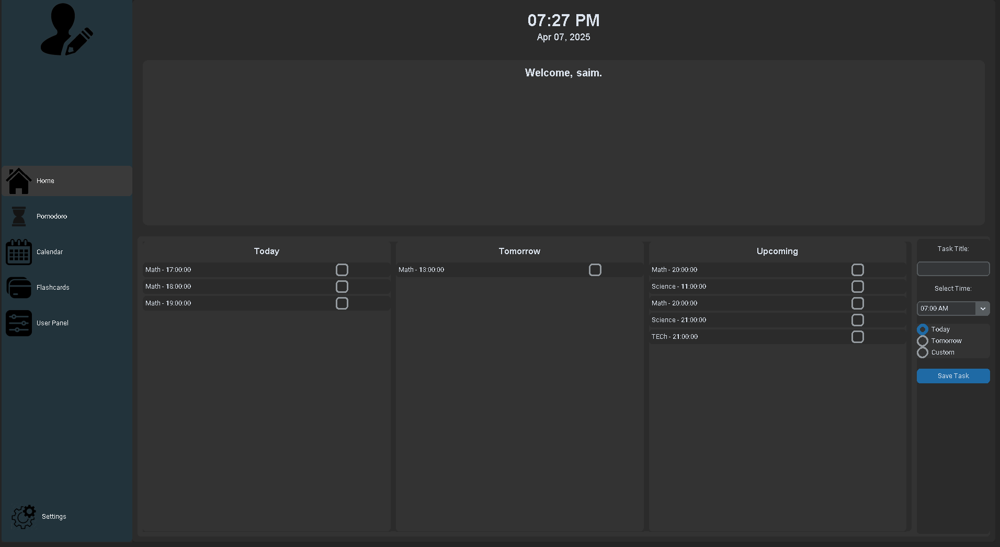 07:27 PM
Apr 07, 2025
Welcome, saim.
Home
Pomodoro
Calendar
Flashcards
User Panel
Settings
Today
Math - 17:00:00
Math - 18:00:00
Math - 19:00:00
Tomorrow
Math - 13:00:00
Upcoming
Math - 20:00:00
Science - 11:00:00
Math - 20:00:00
Science - 21:00:00
TECh - 21:00:00
Task Title:
Select Time:
07:00 AM
Today
Tomorrow
Custom
Save Task